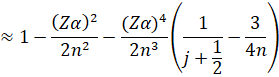 ≈ 1 − (Zα)²/2n² − (Zα)⁴/2n³ (1/(j + 1/2) − 3/4n)